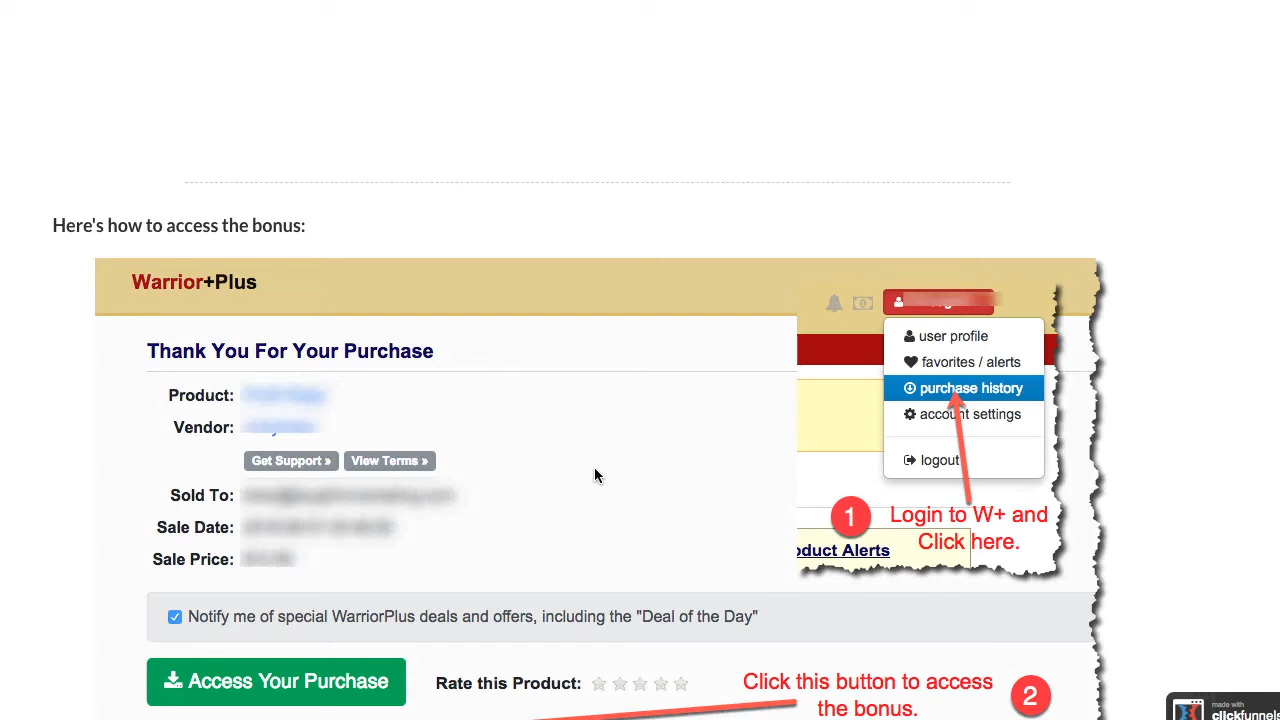 Here's how to access the bonus:
Warrior+Plus
Thank You For Your Purchase
user profile
favorites / alerts
purchase history
account settings
logout
Product:
Vendor:
Get Support » View Terms »
Sold To:
Sale Date:
Sale Price:
1 Login to W+ and
Click here.
oduct Alerts
Notify me of special WarriorPlus deals and offers, including the "Deal of the Day"
Access Your Purchase
Rate this Product:
Click this button to access
the bonus.
2
made with
clickfunnels